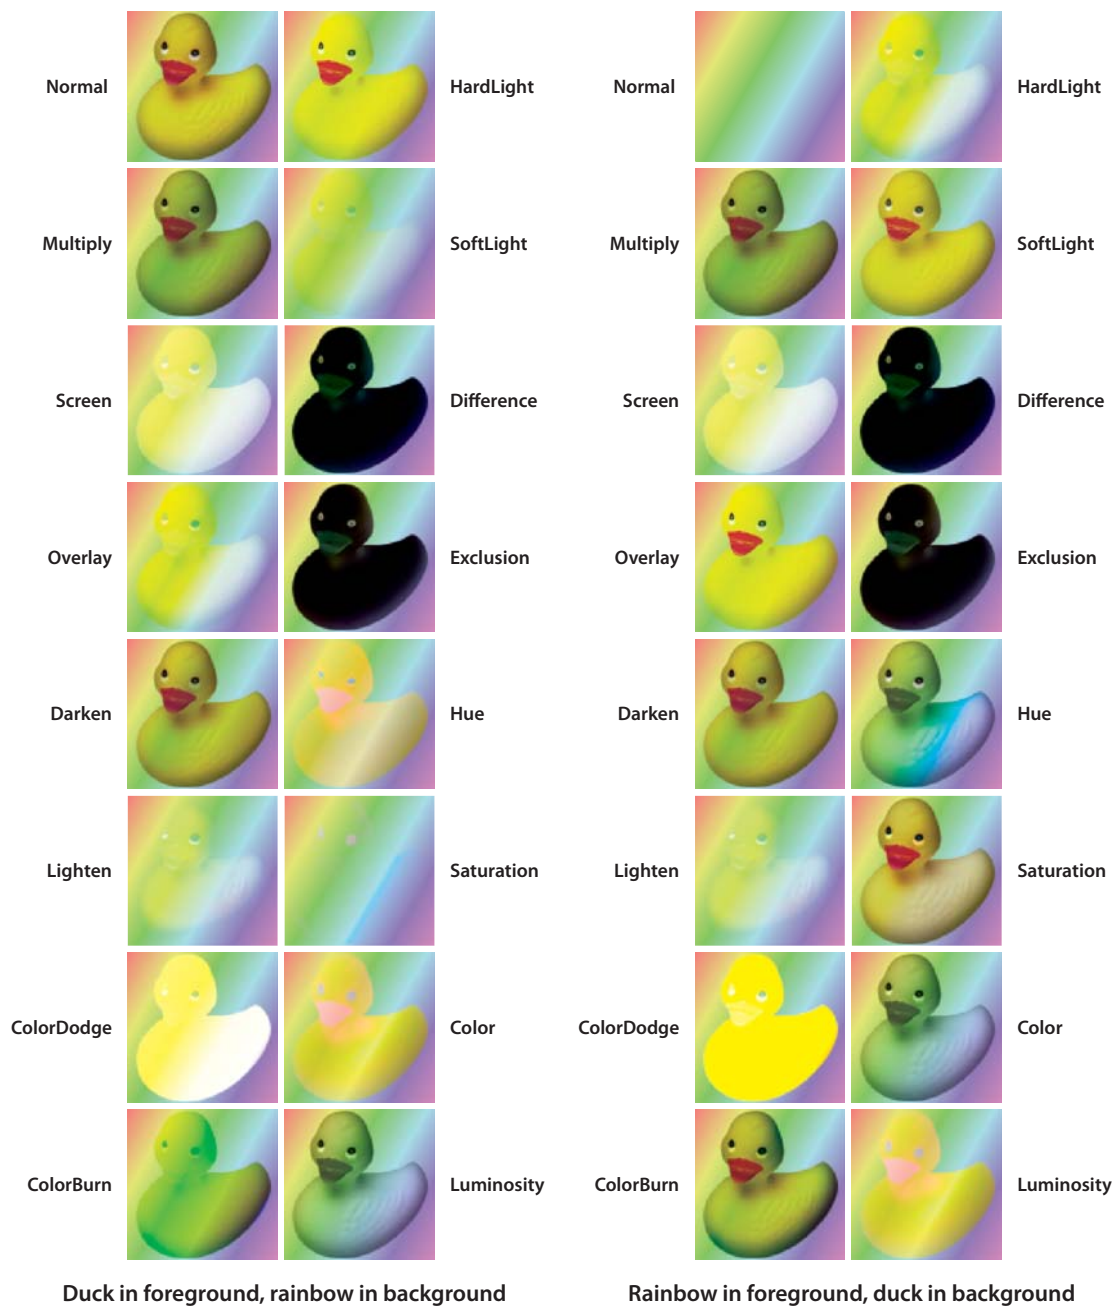 Normal
HardLight
Multiply
SoftLight
Screen
Difference
Overlay
Exclusion
Darken
Hue
Lighten
Saturation
ColorDodge
Color
ColorBurn
Luminosity
Duck in foreground, rainbow in background
Normal
HardLight
Multiply
SoftLight
Screen
Difference
Overlay
Exclusion
Darken
Hue
Lighten
Saturation
ColorDodge
Color
ColorBurn
Luminosity
Rainbow in foreground, duck in background